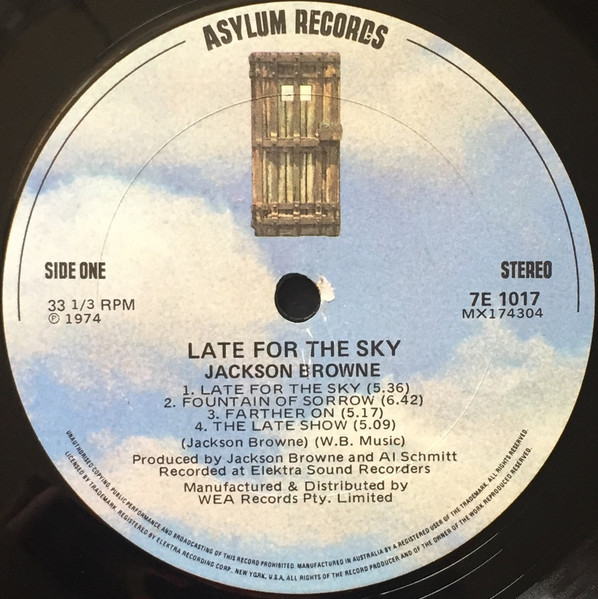 ASYLUM RECORDS
SIDE ONE
STEREO
33 1/3 RPM
℗ 1974
7E 1017
MX174304
LATE FOR THE SKY
JACKSON BROWNE
1. LATE FOR THE SKY (5.36)
2. FOUNTAIN OF SORROW (6.42)
3. FARTHER ON (5.17)
4. THE LATE SHOW (5.09)
(Jackson Browne) (W.B. Music)
Produced by Jackson Browne and Al Schmitt
Recorded at Elektra Sound Recorders
Manufactured & Distributed by
WEA Records Pty. Limited
UNAUTHORISED COPYING, PUBLIC PERFORMANCE AND BROADCASTING OF THIS RECORD PROHIBITED. MANUFACTURED IN AUSTRALIA BY A REGISTERED USER OF THE TRADEMARK. ALL RIGHTS RESERVED.
LICENSED BY TRADEMARK. REGISTERED BY ELEKTRA RECORDING CORP., NEW YORK, U.S.A. ALL RIGHTS OF THE RECORD PRODUCER AND OF THE OWNER OF THE WORK REPRODUCED RESERVED.